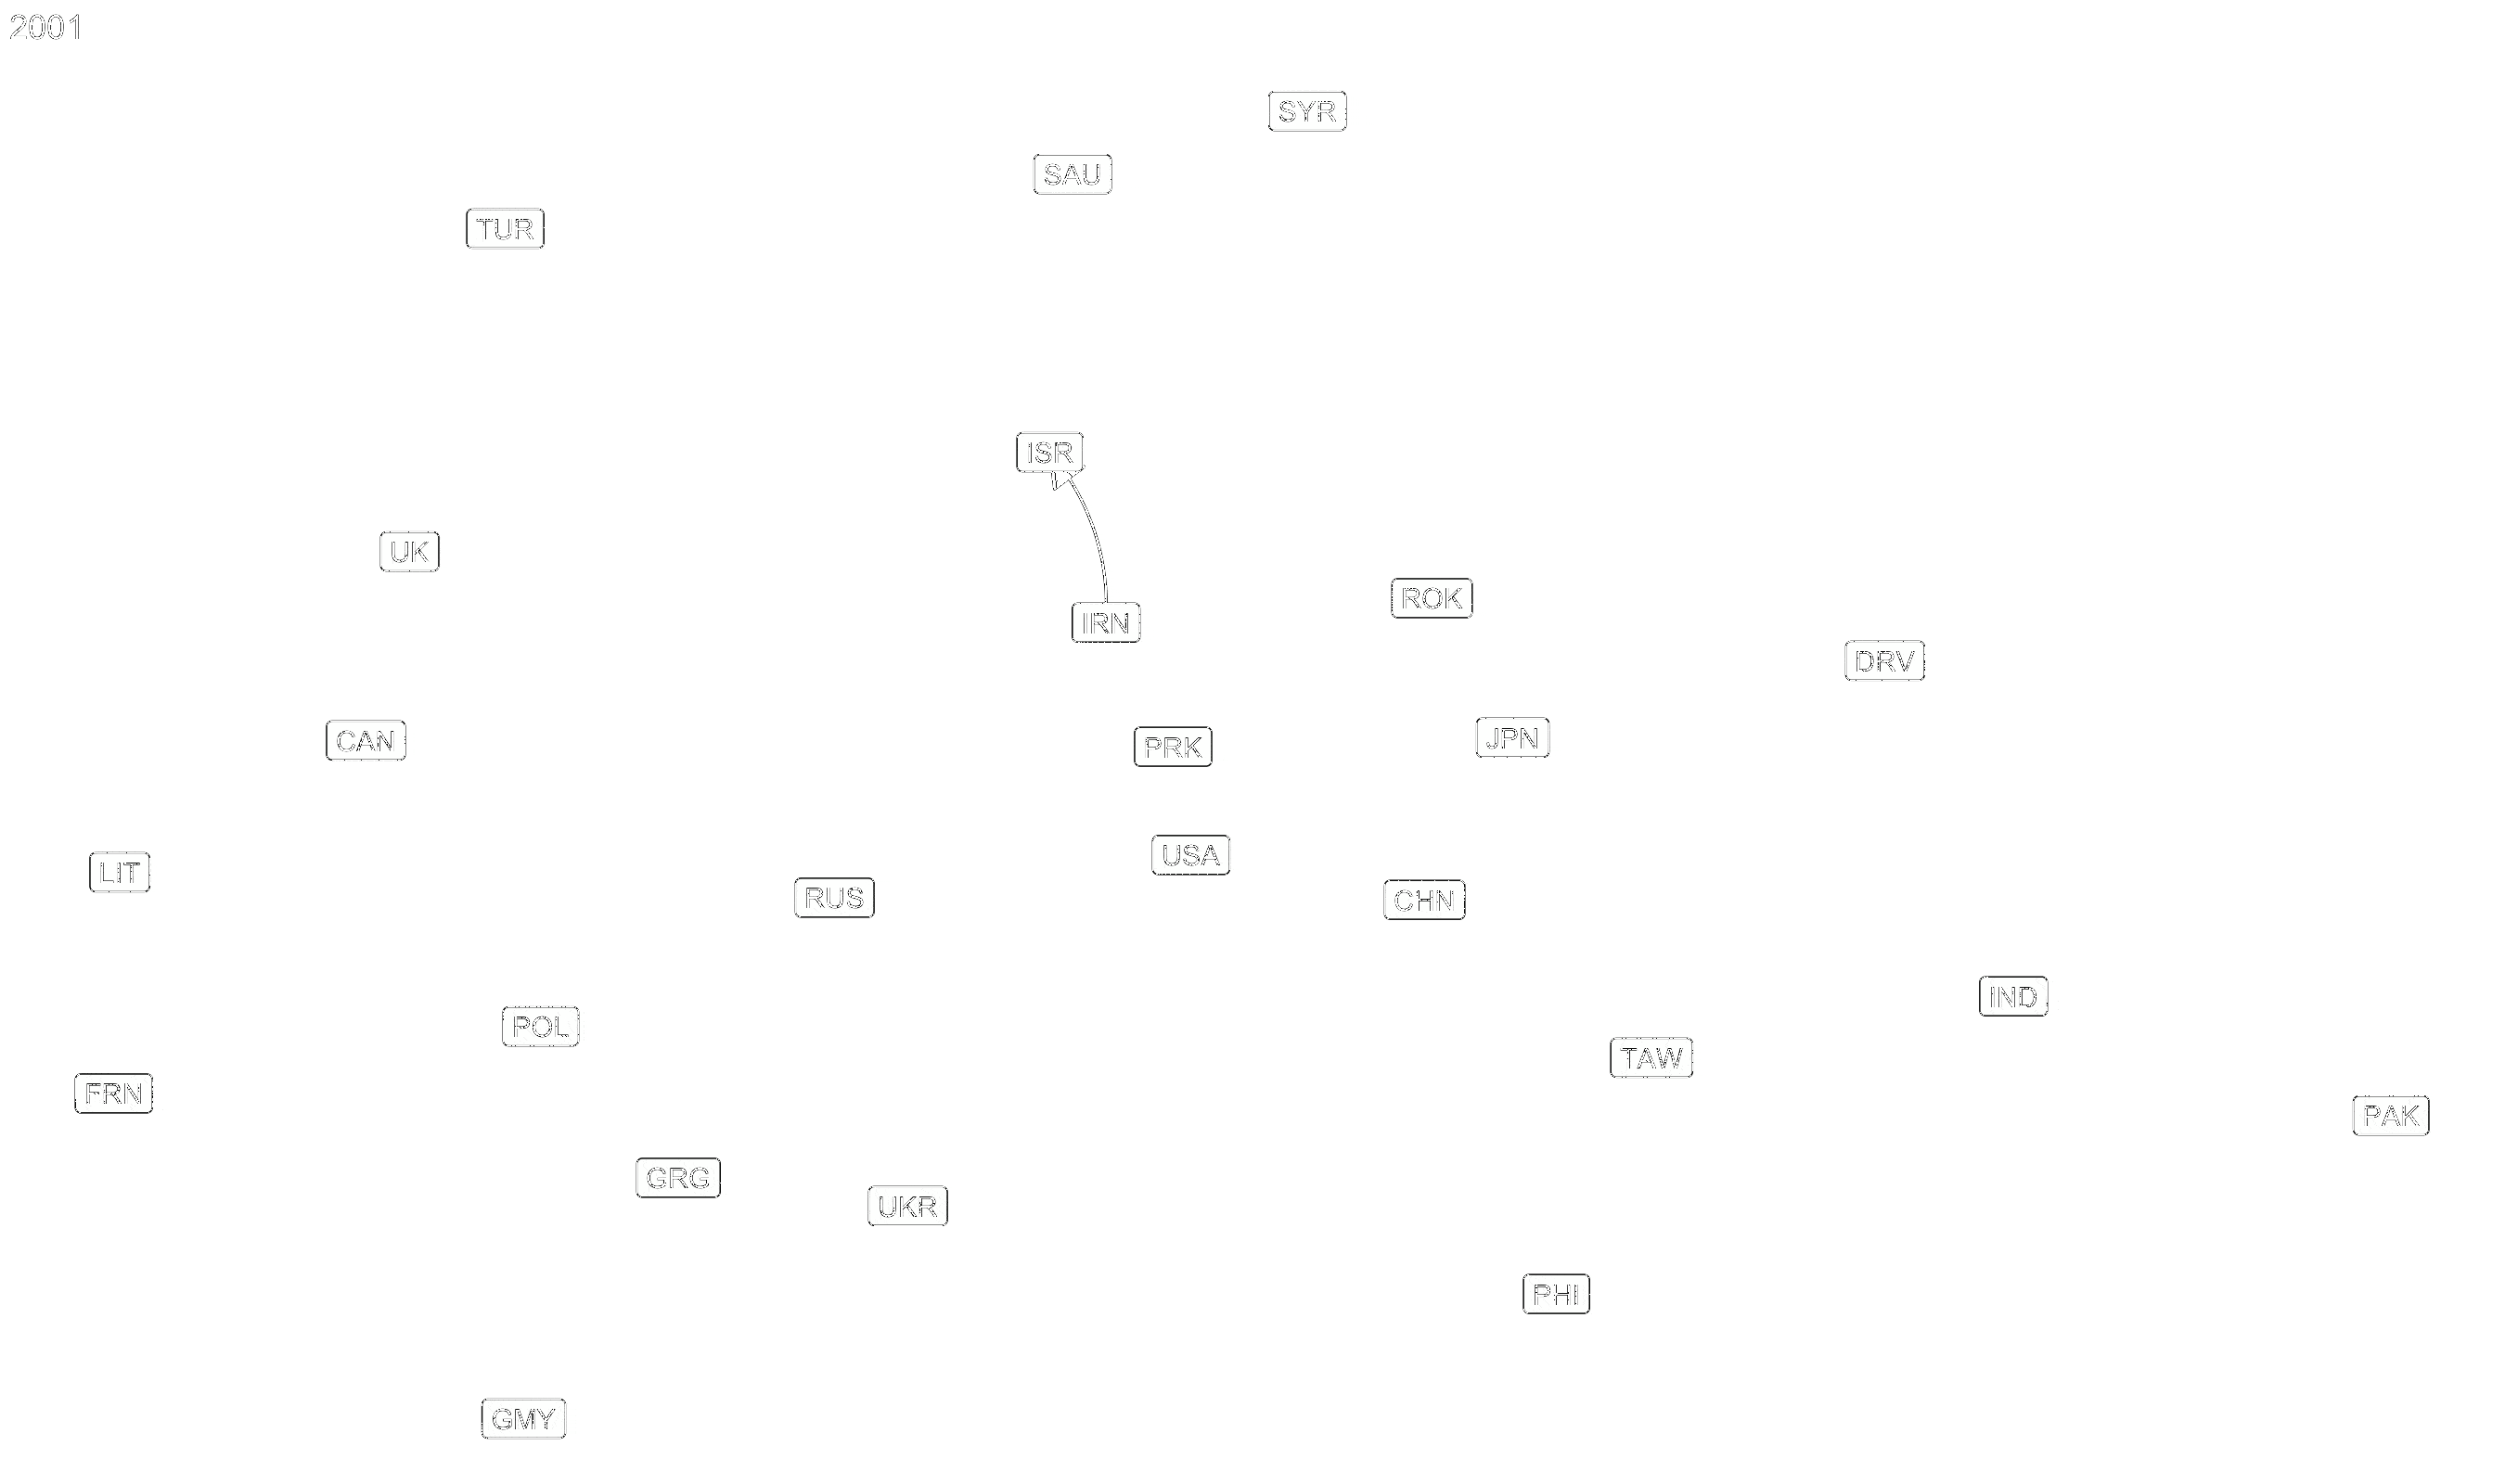 2001
SYR
SAU
TUR
ISR
UK
ROK
IRN
DRV
JPN
CAN
PRK
USA
LIT
RUS
CHN
IND
POL
TAW
FRN
PAK
GRG
UKR
PHI
GMY